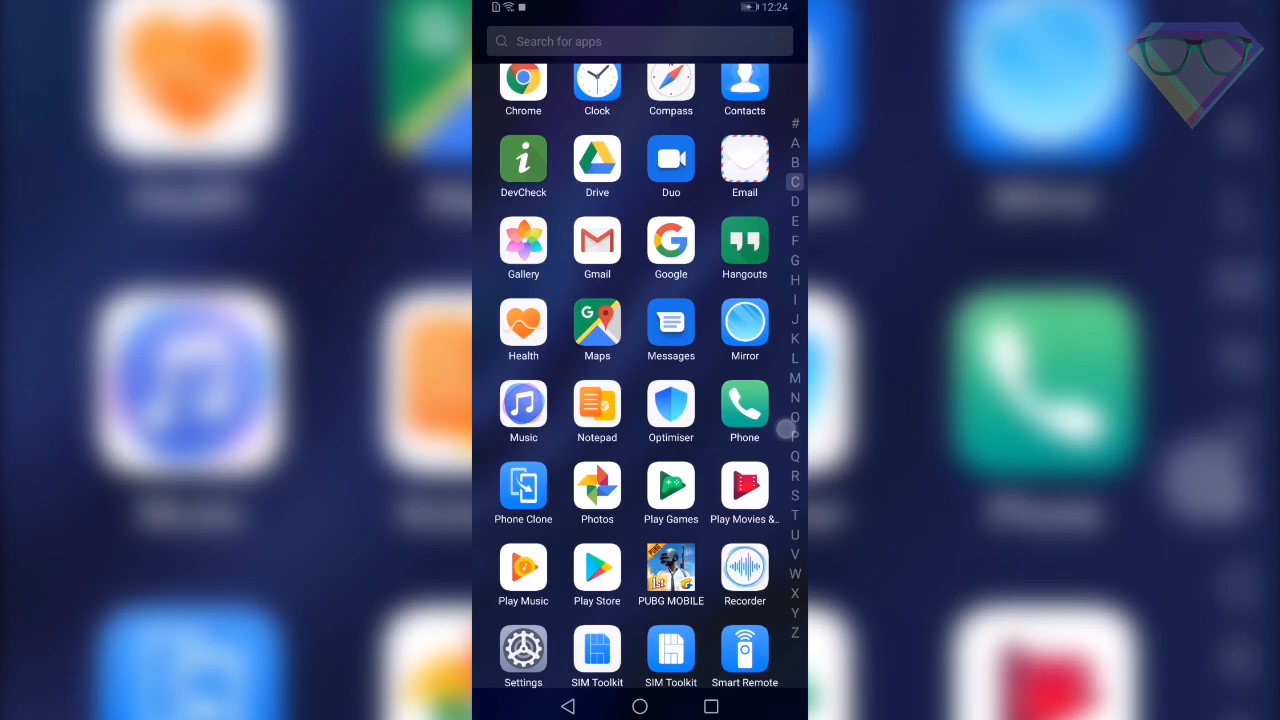 12:24
Search for apps
Chrome Clock Compass Contacts
#
A
DevCheck Drive Duo Email
B
C
D
E
Gallery Gmail Google Hangouts
F
G
H
I
Health Maps Messages Mirror
J
K
L
M
Music Notepad Optimiser Phone
N
O
P
Q
Phone Clone Photos Play Games Play Movies &..
R
S
T
U
Play Music Play Store PUBG MOBILE Recorder
V
W
X
Y
Z
Settings SIM Toolkit SIM Toolkit Smart Remote